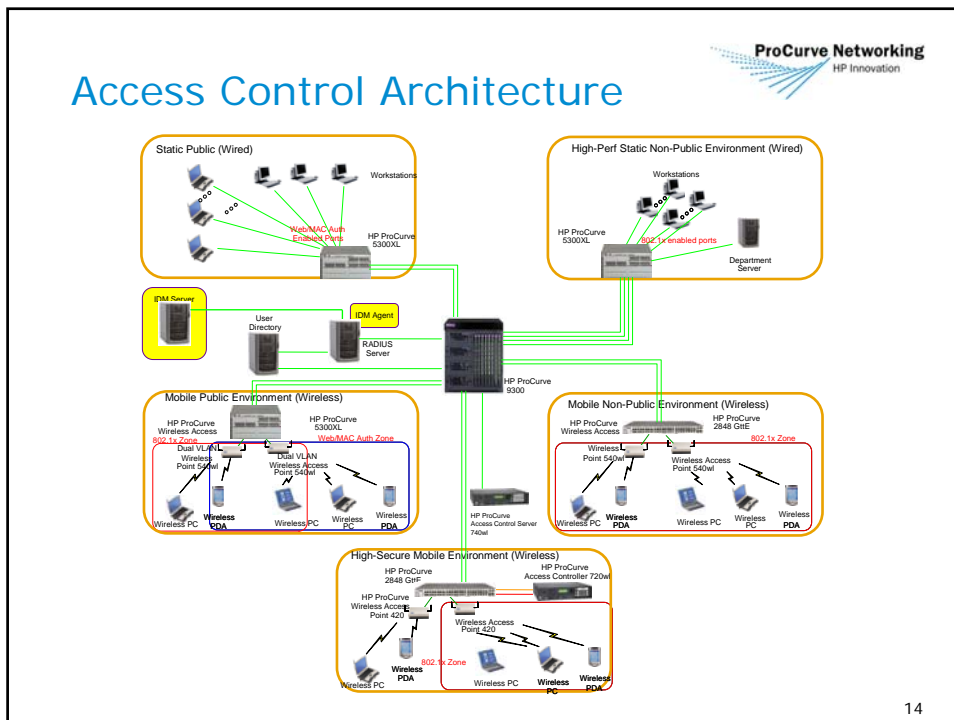 ProCurve Networking
HP Innovation
Access Control Architecture
Static Public (Wired)
Workstations
Web/MAC Auth
Enabled Ports
HP ProCurve
5300XL
High-Perf Static Non-Public Environment (Wired)
Workstations
HP ProCurve
5300XL
802.1x enabled ports
Department
Server
IDM Server
IDM Agent
User
Directory
RADIUS
Server
HP ProCurve
9300
Mobile Public Environment (Wireless)
HP ProCurve
Wireless Access
802.1x Zone
Dual VLAN
Wireless
Point 540wl
HP ProCurve
5300XL
Web/MAC Auth Zone
Dual VLAN
Wireless Access
Point 540wl
Wireless PC
Wireless
PDA
Wireless PC
Wireless
PC
Wireless
PDA
HP ProCurve
Access Control Server
740wl
Mobile Non-Public Environment (Wireless)
HP ProCurve
Wireless Access
Wireless
Point 540wl
HP ProCurve
2848 GttE
802.1x Zone
Wireless Access
Point 540wl
Wireless PC
Wireless
PDA
Wireless PC
Wireless
PC
Wireless
PDA
High-Secure Mobile Environment (Wireless)
HP ProCurve
2848 GttE
HP ProCurve
Access Controller 720wl
HP ProCurve
Wireless Access
Point 420
Wireless Access
Point 420
802.1x Zone
Wireless PC
Wireless
PDA
Wireless PC
Wireless
PC
Wireless
PDA
14